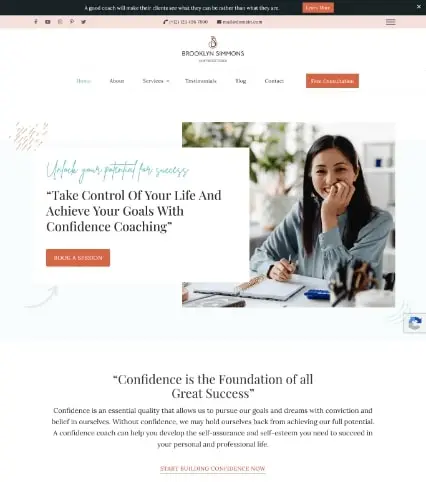 A good coach will make their clients see what they can be rather than what they are.
Learn More
mail@domain.com
BROOKLYN SIMMONS
Home About Services Testimonials Blog Contact Free Consultation
Unlock your potential for success
“Take Control Of Your Life And
Achieve Your Goals With
Confidence Coaching”
BOOK A SESSION
“Confidence is the Foundation of all
Great Success”
Confidence is an essential quality that allows us to pursue our goals and dreams with conviction and
belief in ourselves. Without confidence, we may hold ourselves back from achieving our full potential.
A confidence coach can help you develop the self-assurance and self-esteem you need to succeed in
your personal and professional life.
START BUILDING CONFIDENCE NOW